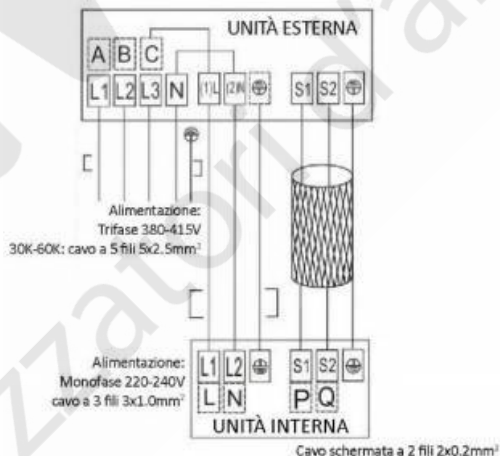 UNITÀ ESTERNA
A B C
L1 L2 L3 N (1)L (2)N S1 S2
Alimentazione:
Trifase 380-415V
30K-60K: cavo a 5 fili 5x2.5mm²
Alimentazione:
Monofase 220-240V
cavo a 3 fili 3x1.0mm²
L1 L2 S1 S2
L N P Q
UNITÀ INTERNA
Cavo schermata a 2 fili 2x0.2mm²